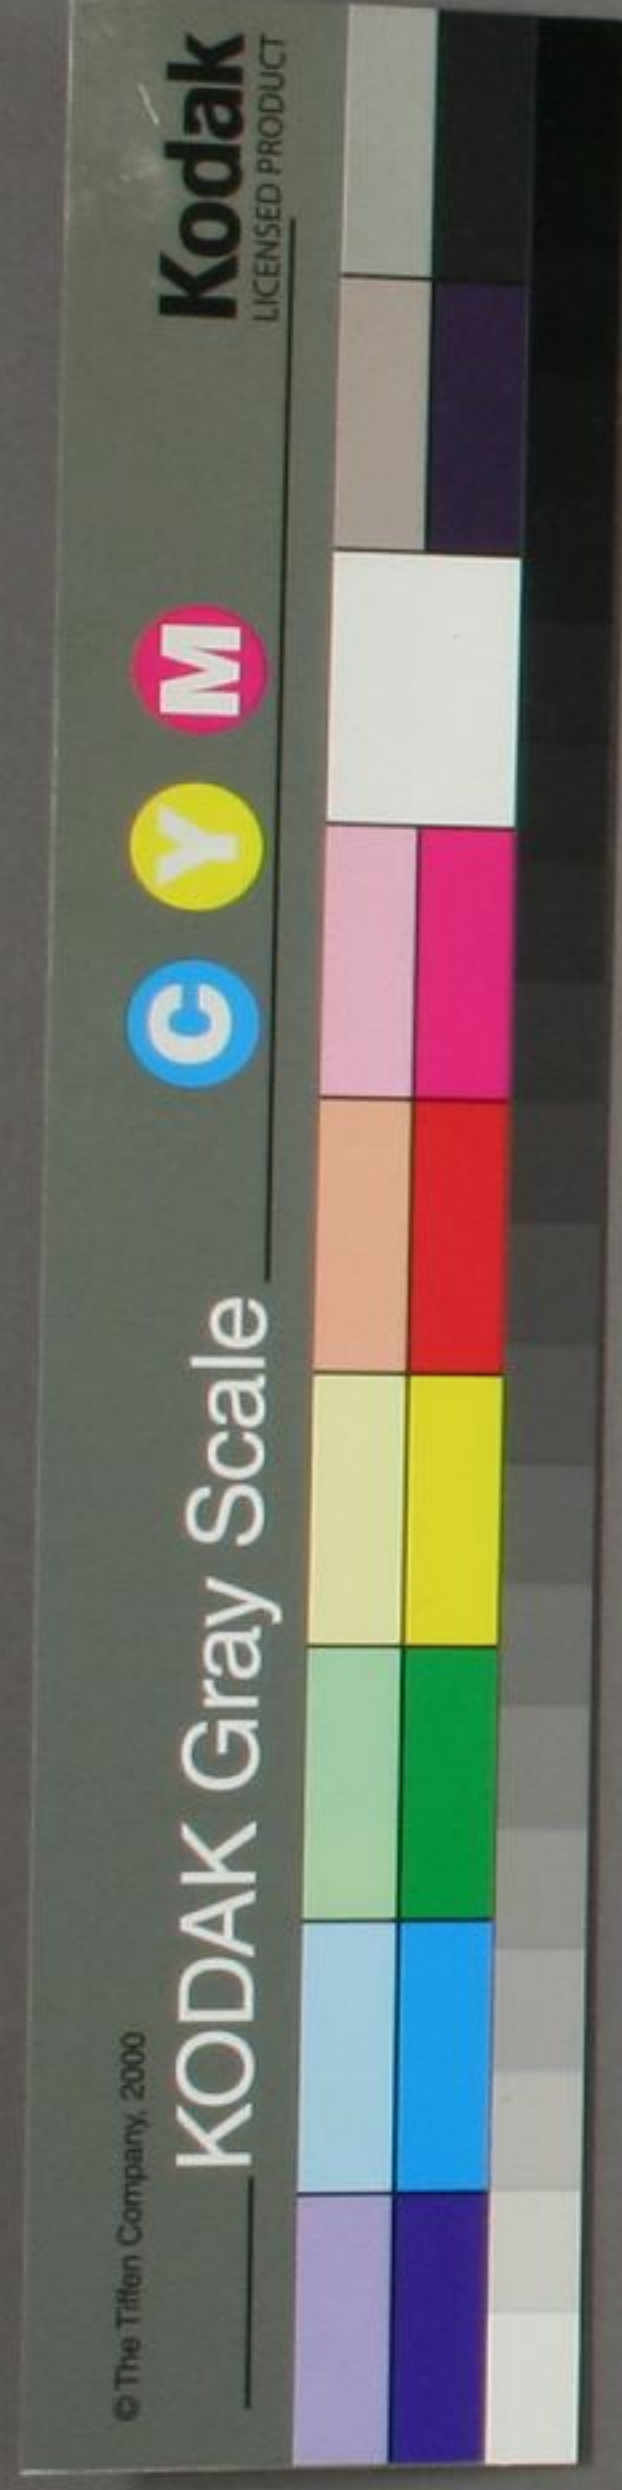 © The Tiffen Company, 2000
KODAK Gray Scale
C Y M
Kodak
LICENSED PRODUCT